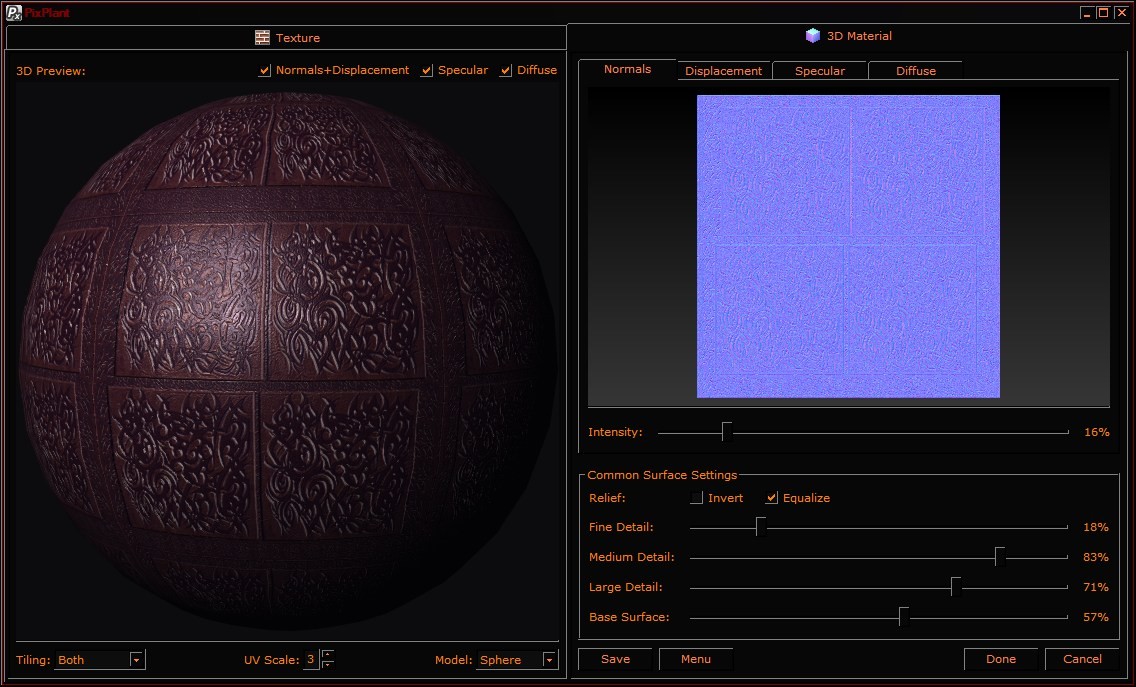 PixPlant
Texture
3D Material
3D Preview:
Normals+Displacement
Specular
Diffuse
Normals
Displacement
Specular
Diffuse
Intensity:
16%
Common Surface Settings
Relief:
Invert
Equalize
Fine Detail:
18%
Medium Detail:
83%
Large Detail:
71%
Base Surface:
57%
Tiling:
Both
UV Scale:
3
Model:
Sphere
Save
Menu
Done
Cancel